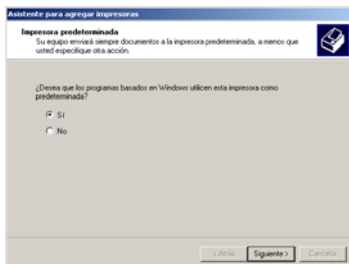 Asistente para agregar impresoras
Impresora predeterminada
Su equipo enviará siempre documentos a la impresora predeterminada, a menos que
usted especifique otra acción.
¿Desea que los programas basados en Windows utilicen esta impresora como
predeterminada?
Sí
No
< Atrás Siguiente > Cancelar